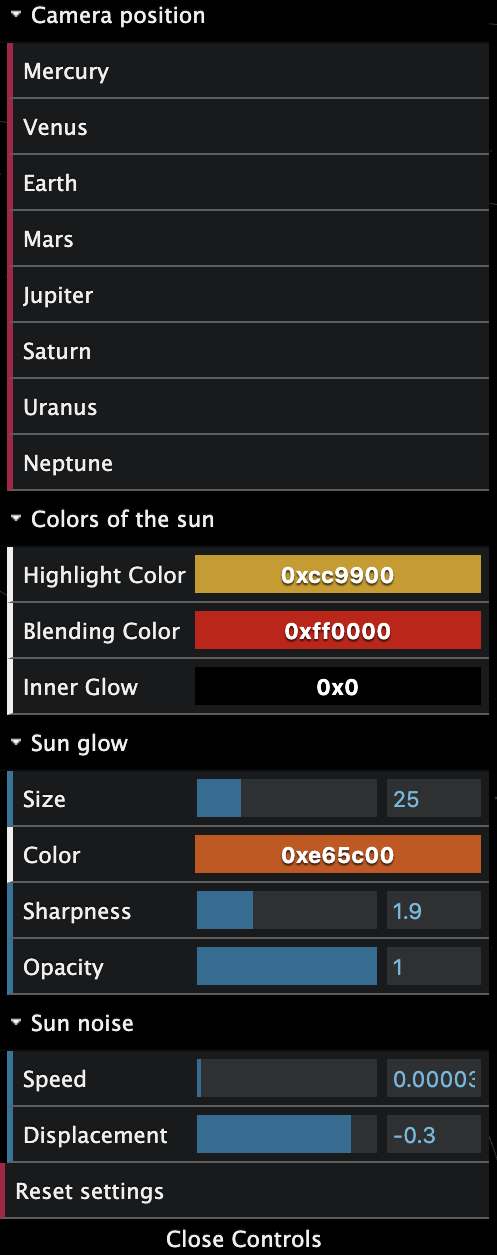 Camera position
Mercury
Venus
Earth
Mars
Jupiter
Saturn
Uranus
Neptune
Colors of the sun
Highlight Color 0xcc9900
Blending Color 0xff0000
Inner Glow 0x0
Sun glow
Size 25
Color 0xe65c00
Sharpness 1.9
Opacity 1
Sun noise
Speed 0.00003
Displacement -0.3
Reset settings
Close Controls